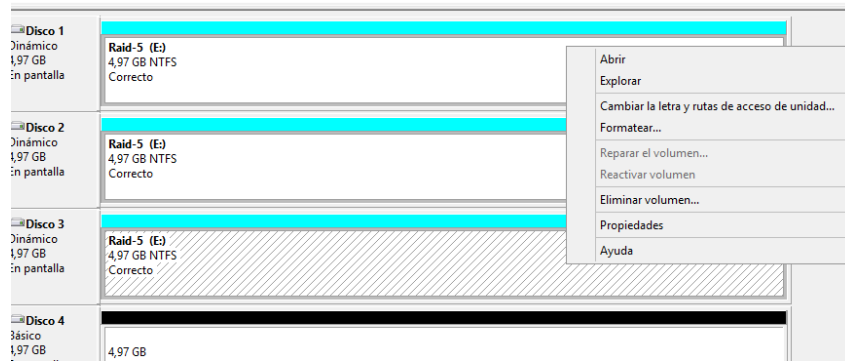 Disco 1
Dinámico
4,97 GB
En pantalla
Raid-5 (E:)
4,97 GB NTFS
Correcto
Disco 2
Dinámico
4,97 GB
En pantalla
Raid-5 (E:)
4,97 GB NTFS
Correcto
Disco 3
Dinámico
4,97 GB
En pantalla
Raid-5 (E:)
4,97 GB NTFS
Correcto
Disco 4
Básico
4,97 GB
4,97 GB
Abrir
Explorar
Cambiar la letra y rutas de acceso de unidad...
Formatear...
Reparar el volumen...
Reactivar volumen
Eliminar volumen...
Propiedades
Ayuda